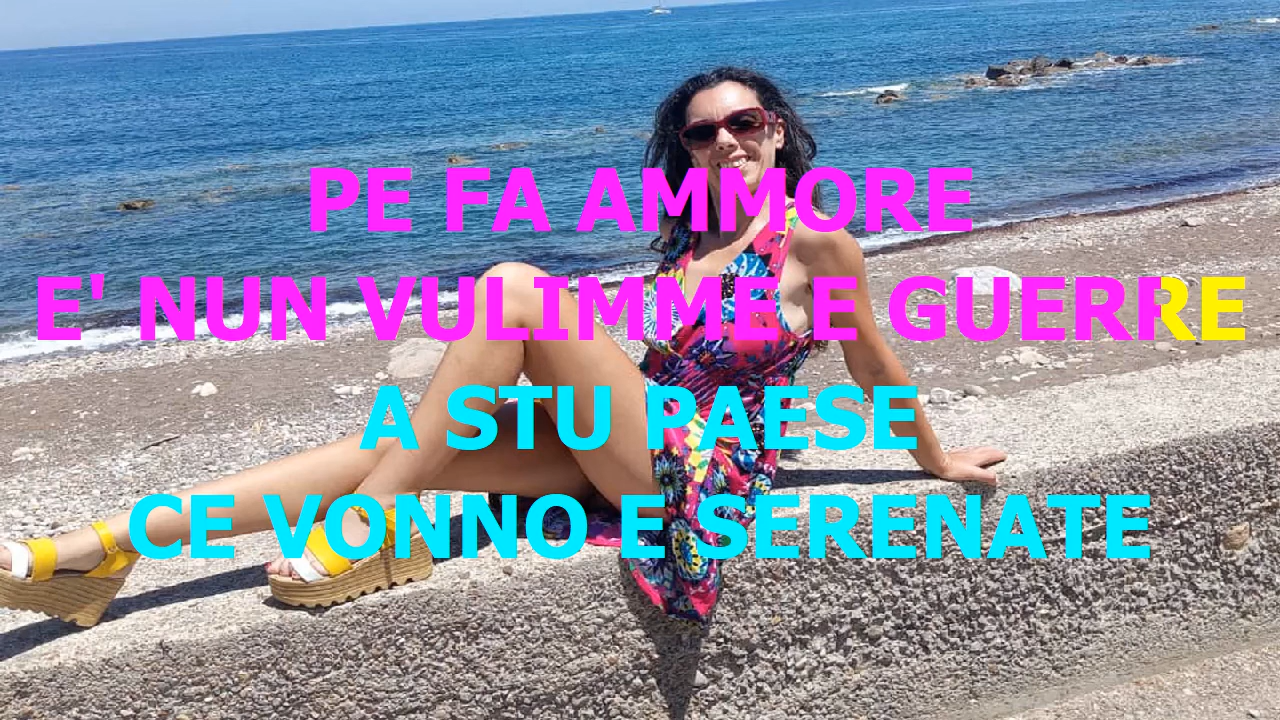 PE FA AMMORE
E' NUN VULIMME E GUERRE
A STU PAESE
CE VONNO E SERENATE